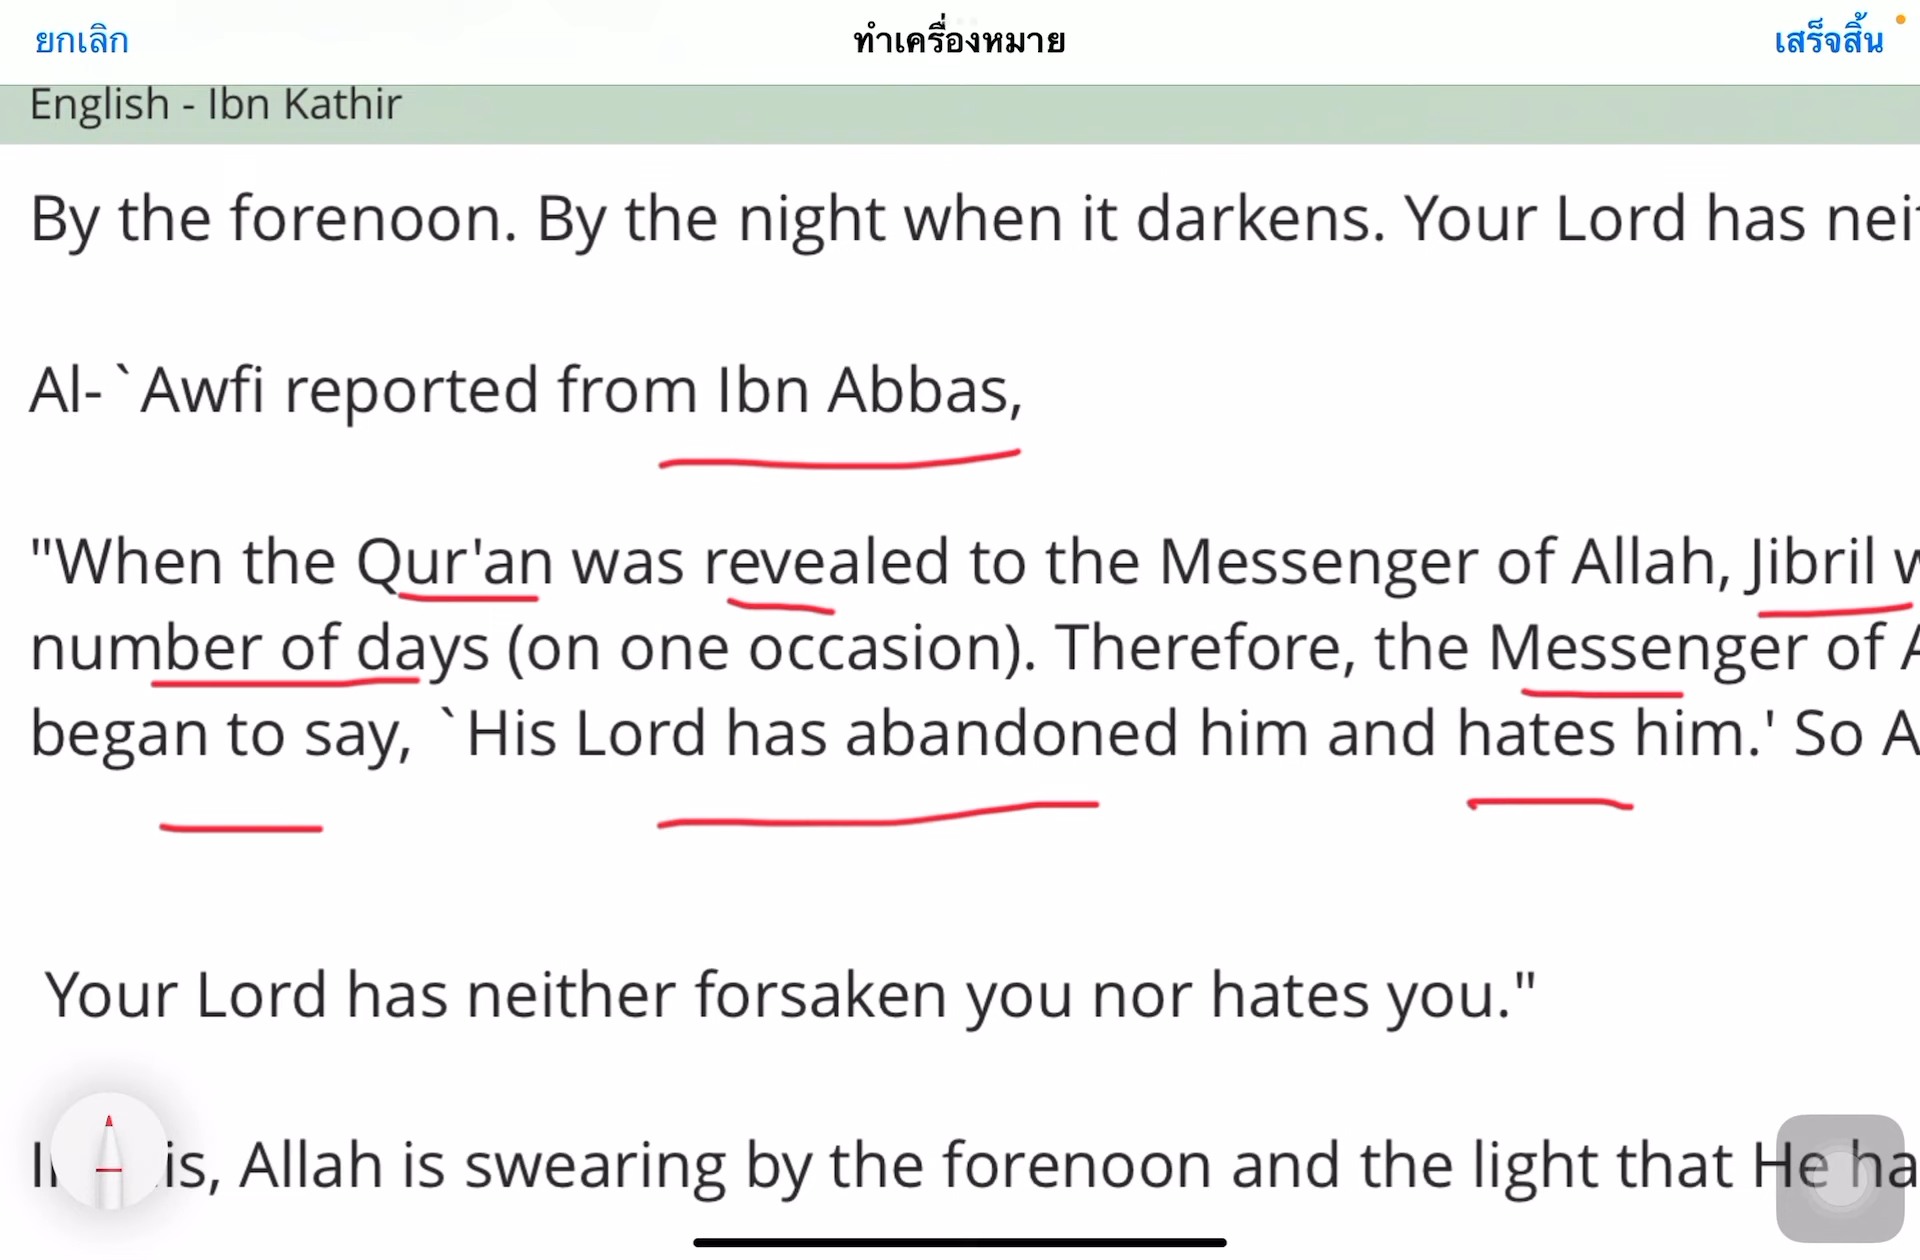 ยกเลิก ทำเครื่องหมาย เสร็จสิ้น
English - Ibn Kathir
By the forenoon. By the night when it darkens. Your Lord has nei
Al-`Awfi reported from Ibn Abbas,
"When the Qur'an was revealed to the Messenger of Allah, Jibril w
number of days (on one occasion). Therefore, the Messenger of A
began to say, `His Lord has abandoned him and hates him.' So A
Your Lord has neither forsaken you nor hates you."
is, Allah is swearing by the forenoon and the light that He ha